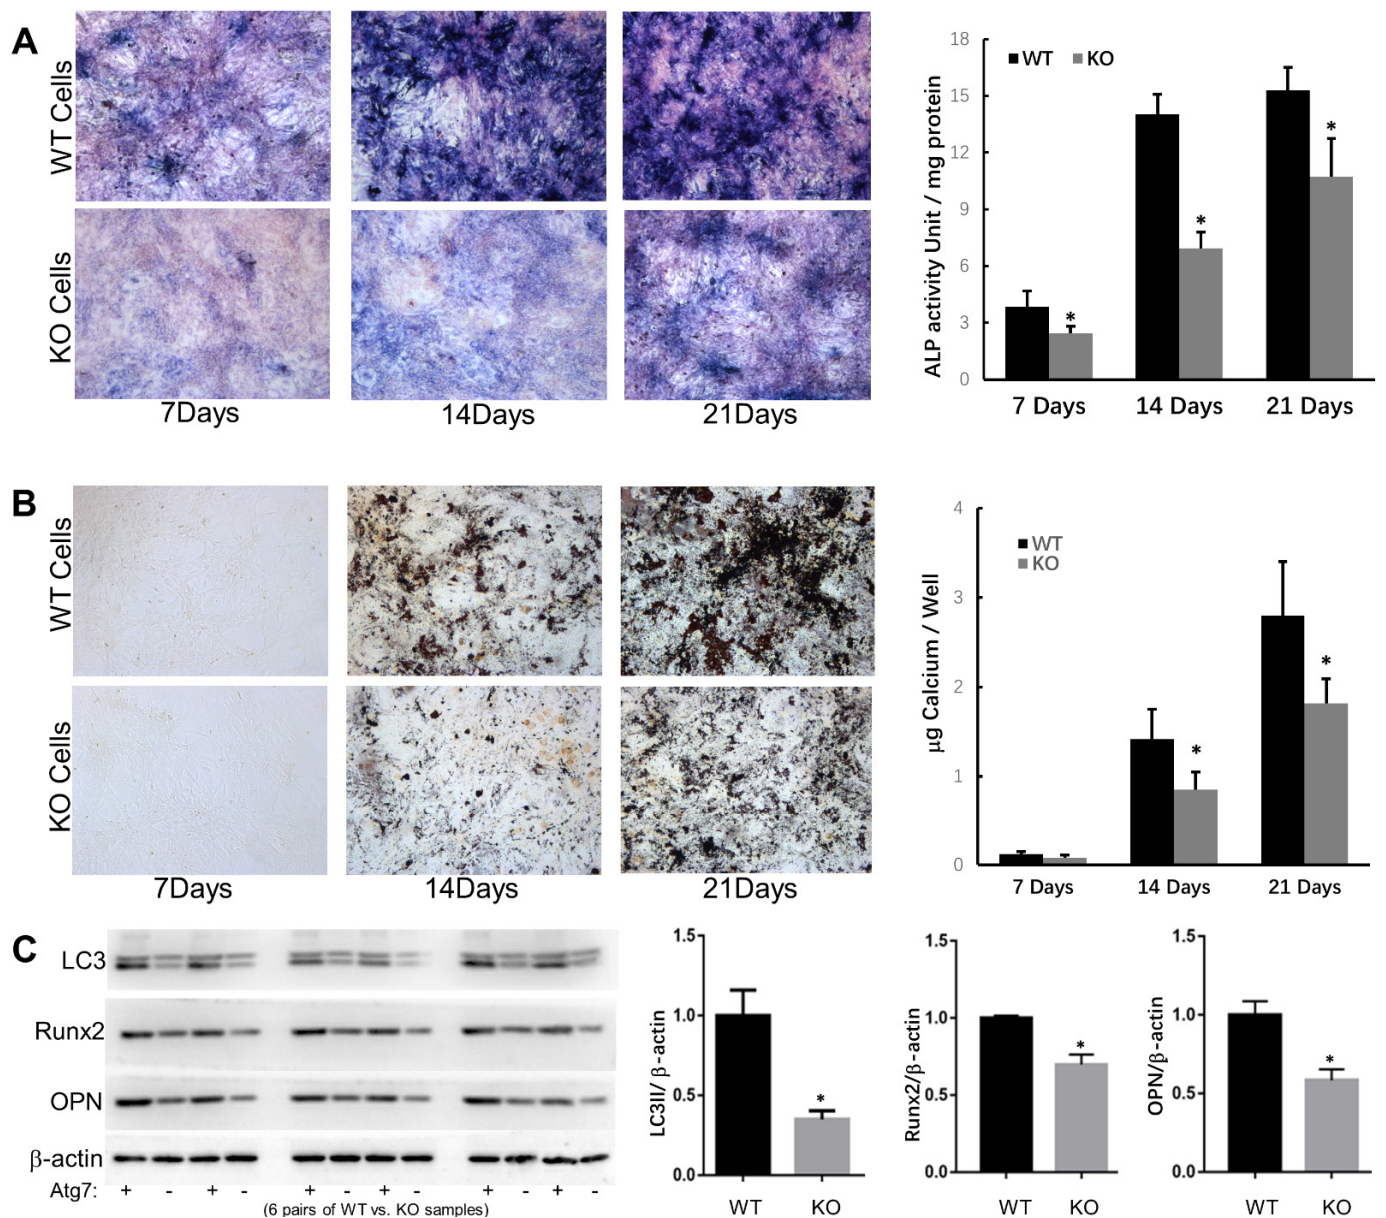 A
WT Cells
KO Cells
7Days
14Days
21Days
ALP activity Unit / mg protein
18
15
12
9
6
3
0
WT
KO
*
*
*
7 Days
14 Days
21 Days
B
WT Cells
KO Cells
7Days
14Days
21Days
μg Calcium / Well
4
3
2
1
0
WT
KO
*
*
7 Days
14 Days
21 Days
C
LC3
Runx2
OPN
β-actin
Atg7: + - + - + - + - + - + -
(6 pairs of WT vs. KO samples)
LC3II/ β-actin
1.5
1.0
0.5
0.0
*
WT KO
Runx2/β-actin
1.5
1.0
0.5
0.0
*
WT KO
OPN/β-actin
1.5
1.0
0.5
0.0
*
WT KO